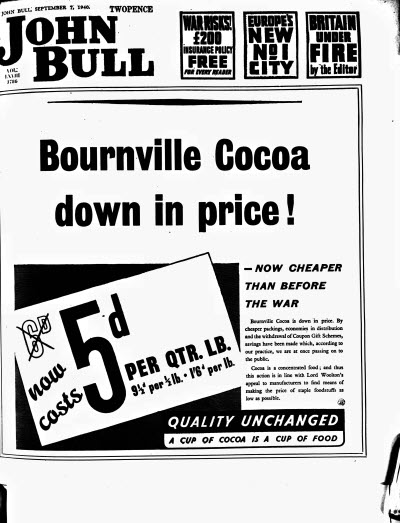 JOHN BULL, SEPTEMBER 7, 1940.
TWOPENCE
JOHN
BULL
VOL:
LXVIII
1786
WAR RISKS!
£200
INSURANCE POLICY
FREE
FOR EVERY READER
EUROPE'S
NEW
No 1
CITY
BRITAIN
UNDER
FIRE
by the Editor
Bournville Cocoa
down in price!
—NOW CHEAPER
THAN BEFORE
THE WAR
Bournville Cocoa is down in price. By
cheaper packings, economies in distribution
and the withdrawal of Coupon Gift Schemes,
savings have been made which, according to
our practice, we are at once passing on to
the public.
Cocoa is a concentrated food; and thus
this action is in line with Lord Woolton's
appeal to manufacturers to find means of
making the price of staple foodstuffs as
low as possible.
now
costs
5d
PER QTR. LB.
9½d per ½ lb. · 1'6d per lb.
QUALITY UNCHANGED
A CUP OF COCOA IS A CUP OF FOOD